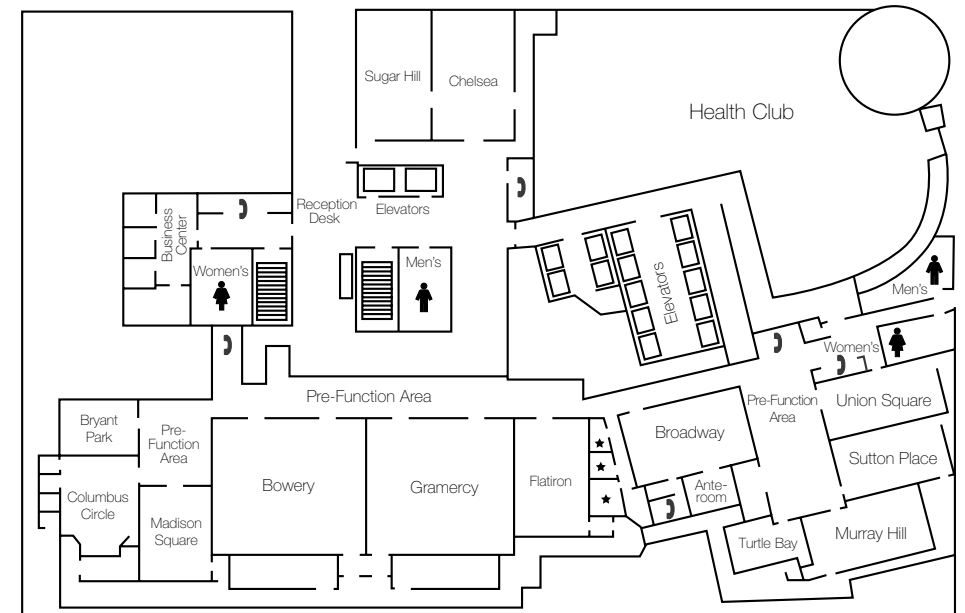 Sugar Hill
Chelsea
Health Club
Reception
Desk
Elevators
Business
Center
Women's
Men's
Elevators
Men's
Women's
Pre-Function Area
Pre-Function
Area
Union Square
Bryant
Park
Pre-
Function
Area
Broadway
Sutton Place
Columbus
Circle
Madison
Square
Bowery
Gramercy
Flatiron
Ante-
room
Turtle Bay
Murray Hill